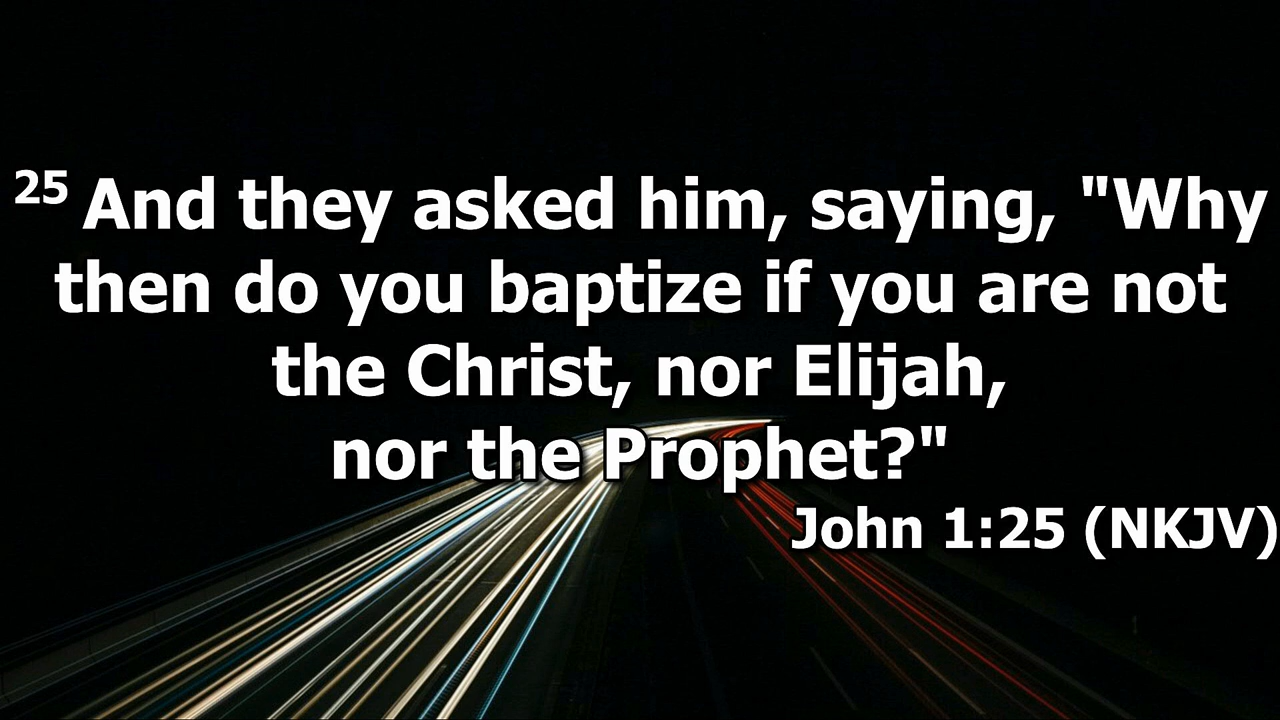 25 And they asked him, saying, "Why
then do you baptize if you are not
the Christ, nor Elijah,
nor the Prophet?"
John 1:25 (NKJV)